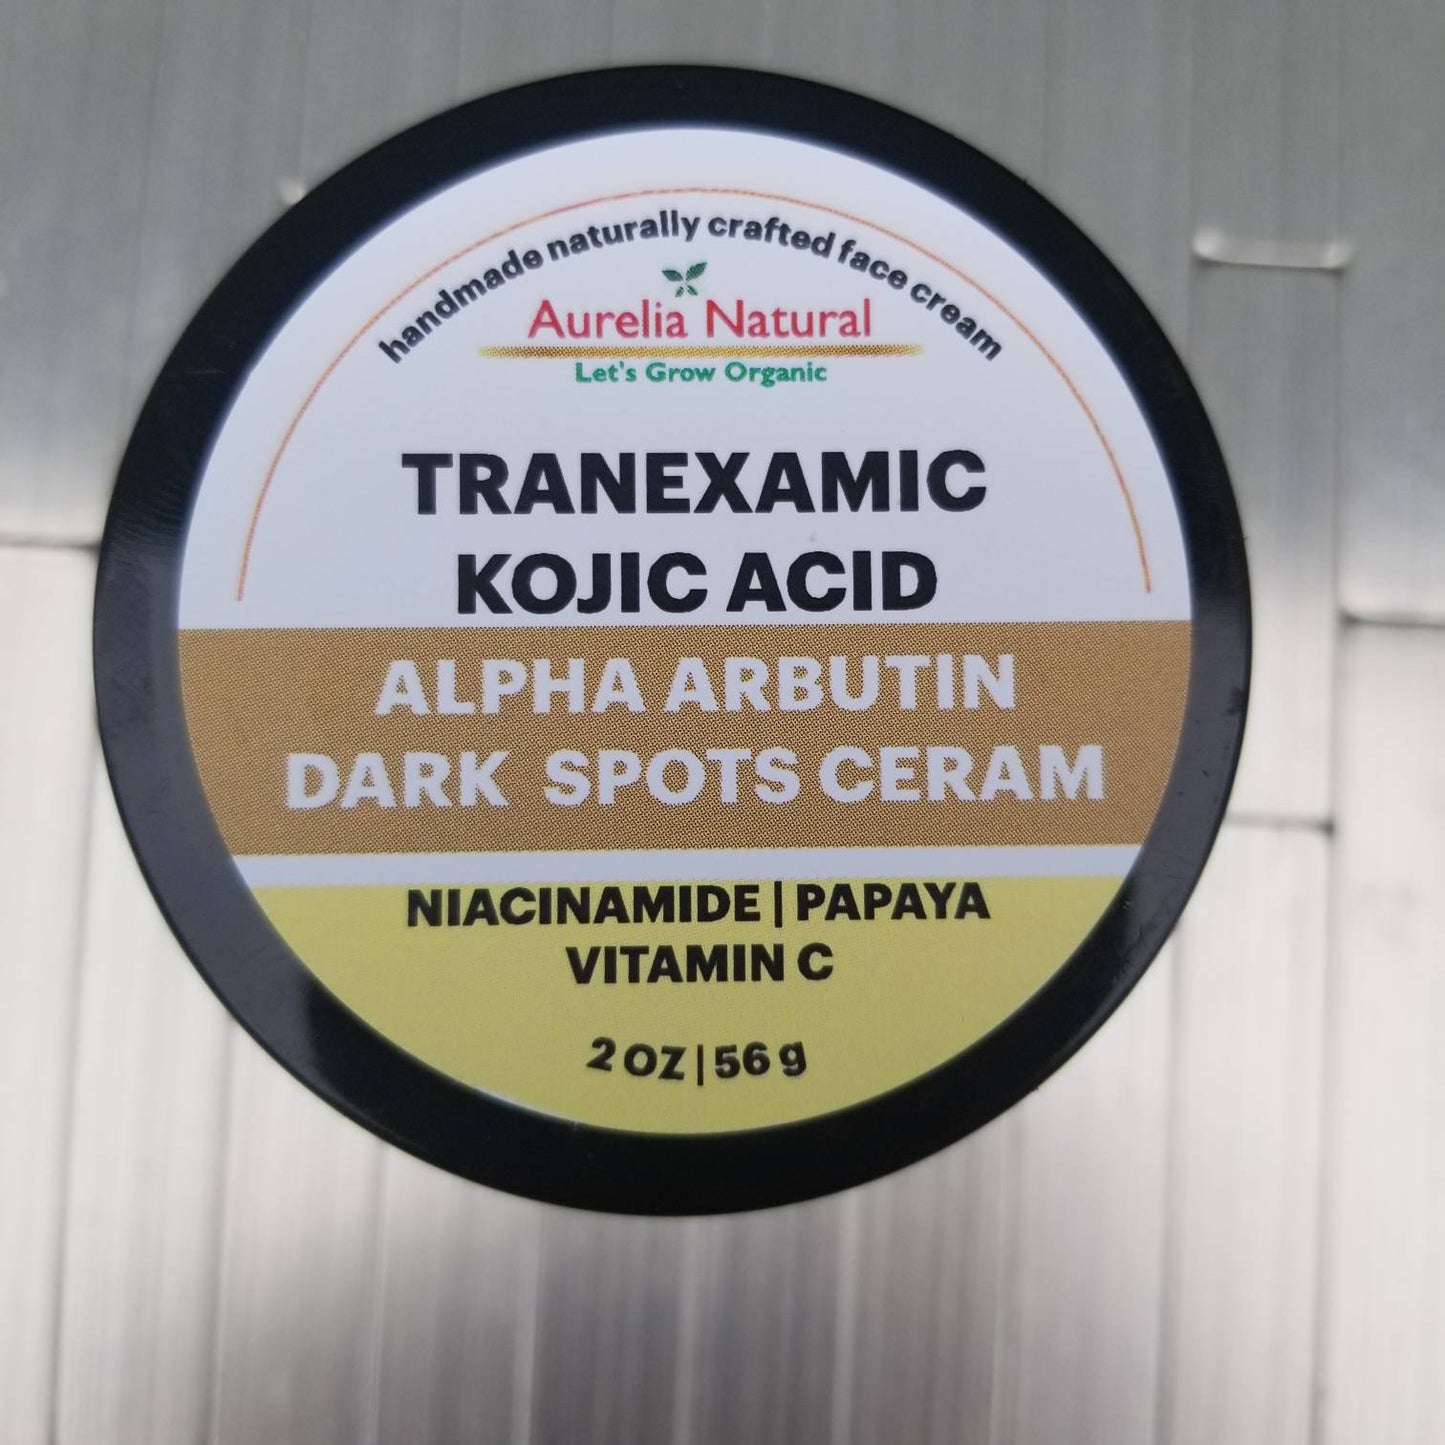 handmade naturally crafted face cream
Aurelia Natural
Let's Grow Organic
TRANEXAMIC
KOJIC ACID
ALPHA ARBUTIN
DARK SPOTS CERAM
NIACINAMIDE | PAPAYA
VITAMIN C
2 OZ | 56 g